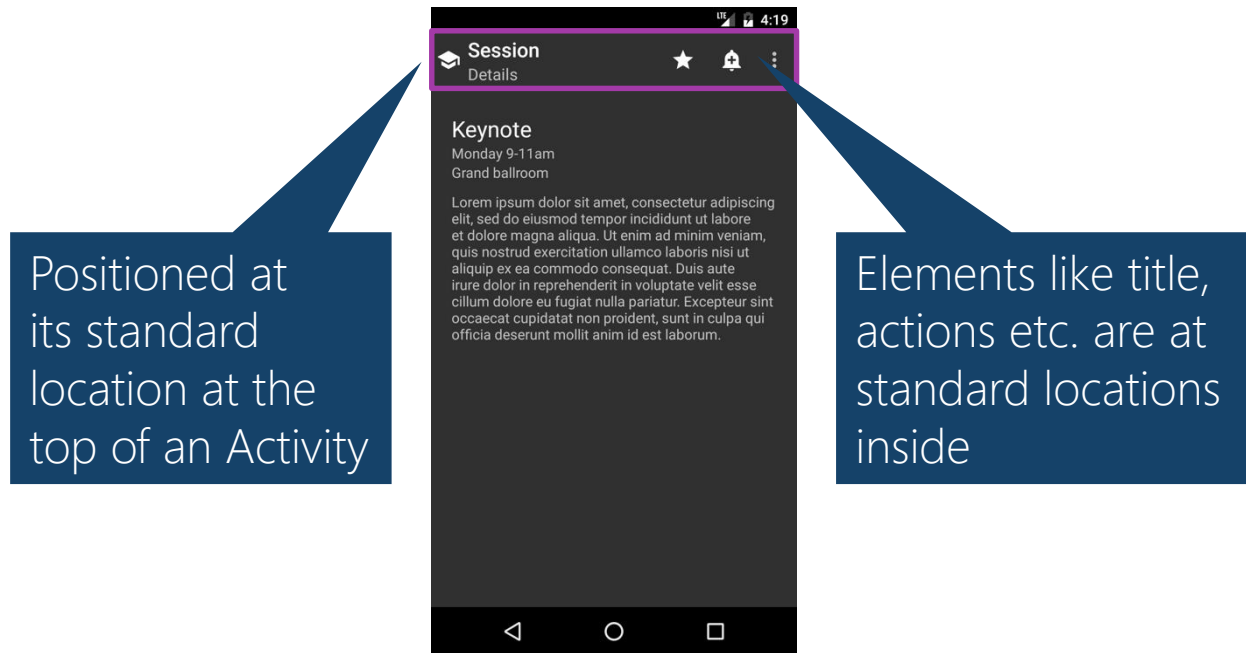 LTE 4:19
Session
Details
Keynote
Monday 9-11am
Grand ballroom
Lorem ipsum dolor sit amet, consectetur adipiscing
elit, sed do eiusmod tempor incididunt ut labore
et dolore magna aliqua. Ut enim ad minim veniam,
quis nostrud exercitation ullamco laboris nisi ut
aliquip ex ea commodo consequat. Duis aute
irure dolor in reprehenderit in voluptate velit esse
cillum dolore eu fugiat nulla pariatur. Excepteur sint
occaecat cupidatat non proident, sunt in culpa qui
officia deserunt mollit anim id est laborum.
Positioned at
its standard
location at the
top of an Activity
Elements like title,
actions etc. are at
standard locations
inside